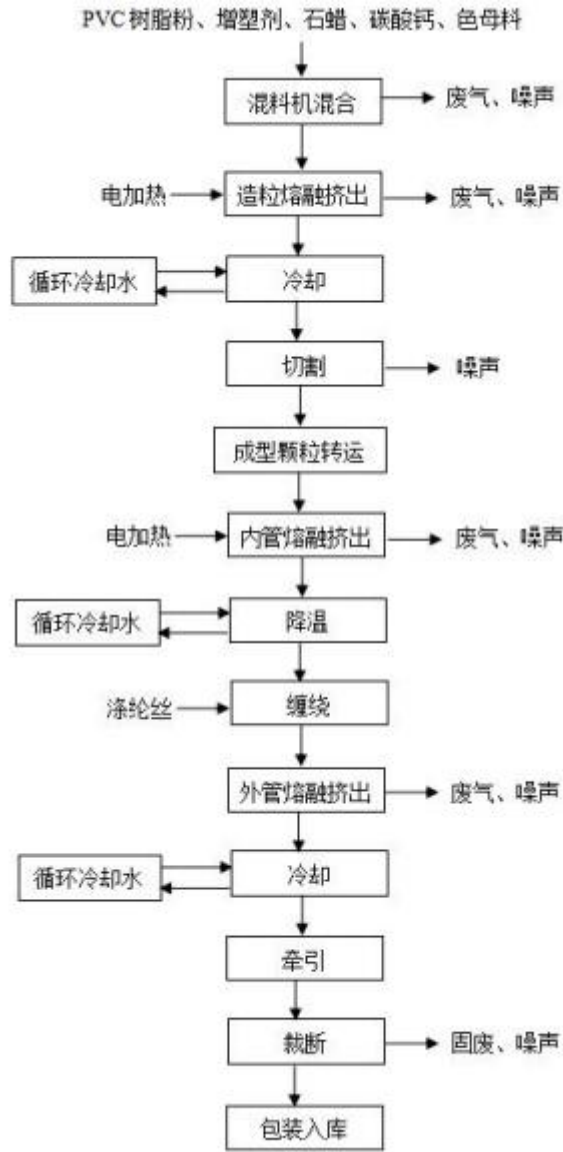 PVC 树脂粉、增塑剂、石蜡、碳酸钙、色母料
混料机混合
废气、噪声
电加热
造粒熔融挤出
废气、噪声
循环冷却水
冷却
切割
噪声
成型颗粒转运
电加热
内管熔融挤出
废气、噪声
循环冷却水
降温
涤纶丝
缠绕
外管熔融挤出
废气、噪声
循环冷却水
冷却
牵引
裁断
固废、噪声
包装入库